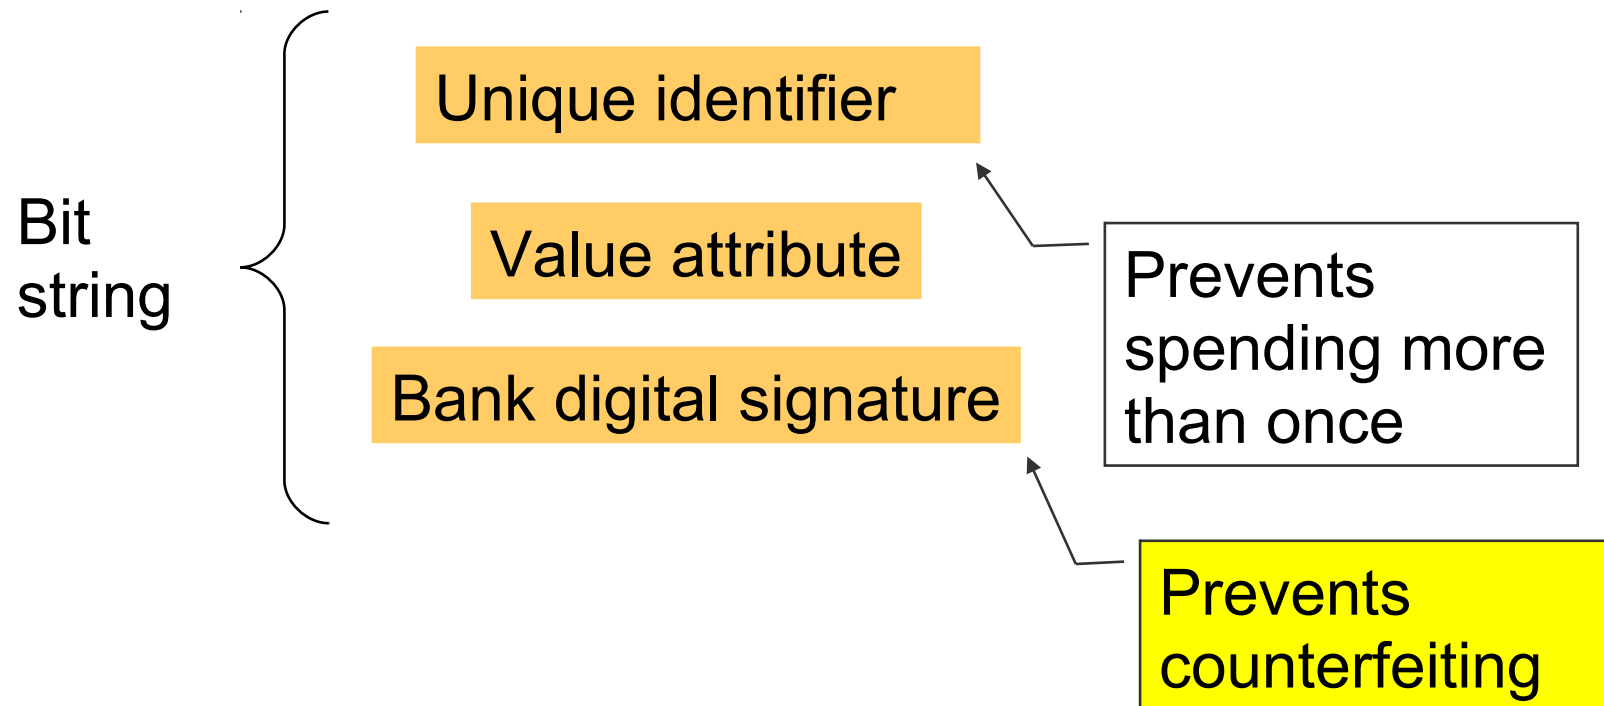 Unique identifier
Bit
string
Value attribute
Bank digital signature
Prevents
spending more
than once
Prevents
counterfeiting